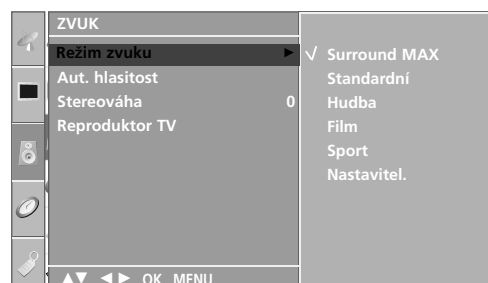 ZVUK
Režim zvuku ►
Aut. hlasitost
Stereováha 0
Reproduktor TV
√ Surround MAX
Standardní
Hudba
Film
Sport
Nastavitel.
▲▼ ◄► OK MENU